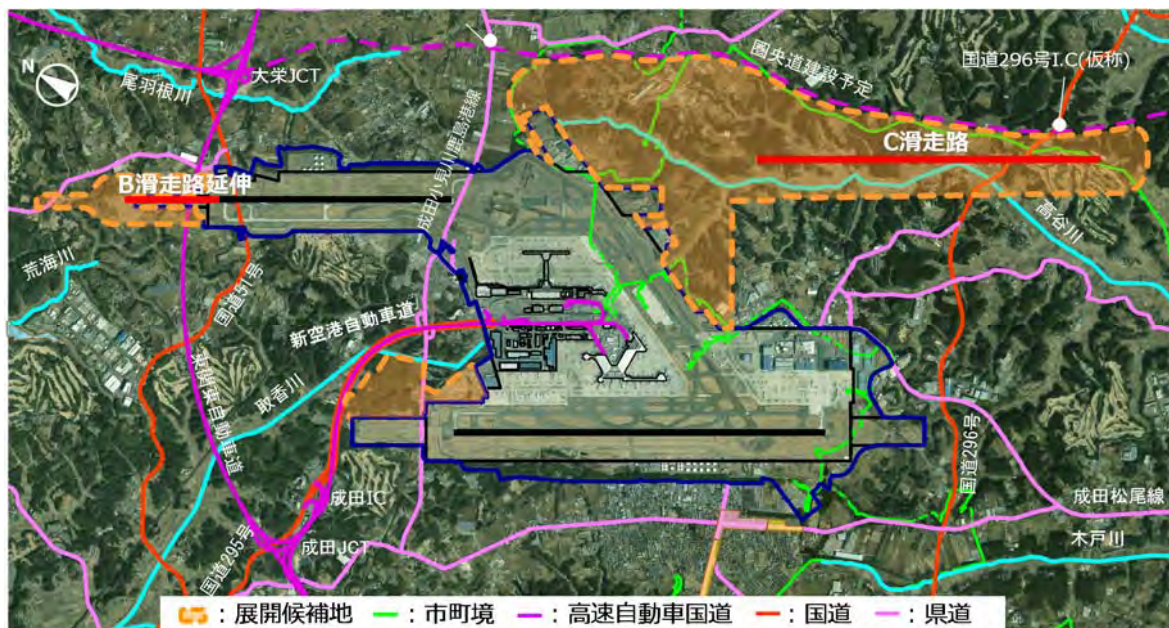 N
大栄JCT
尾羽根川
圏央道建設予定
国道296号I.C(仮称)
成田小見川鹿島港線
C滑走路
B滑走路延伸
高谷川
荒海川
国道51号
新空港自動車道
東関東自動車道
取香川
国道296号
成田IC
成田松尾線
国道295号
成田JCT
木戸川
:展開候補地 :市町境 :高速自動車国道 :国道 :県道